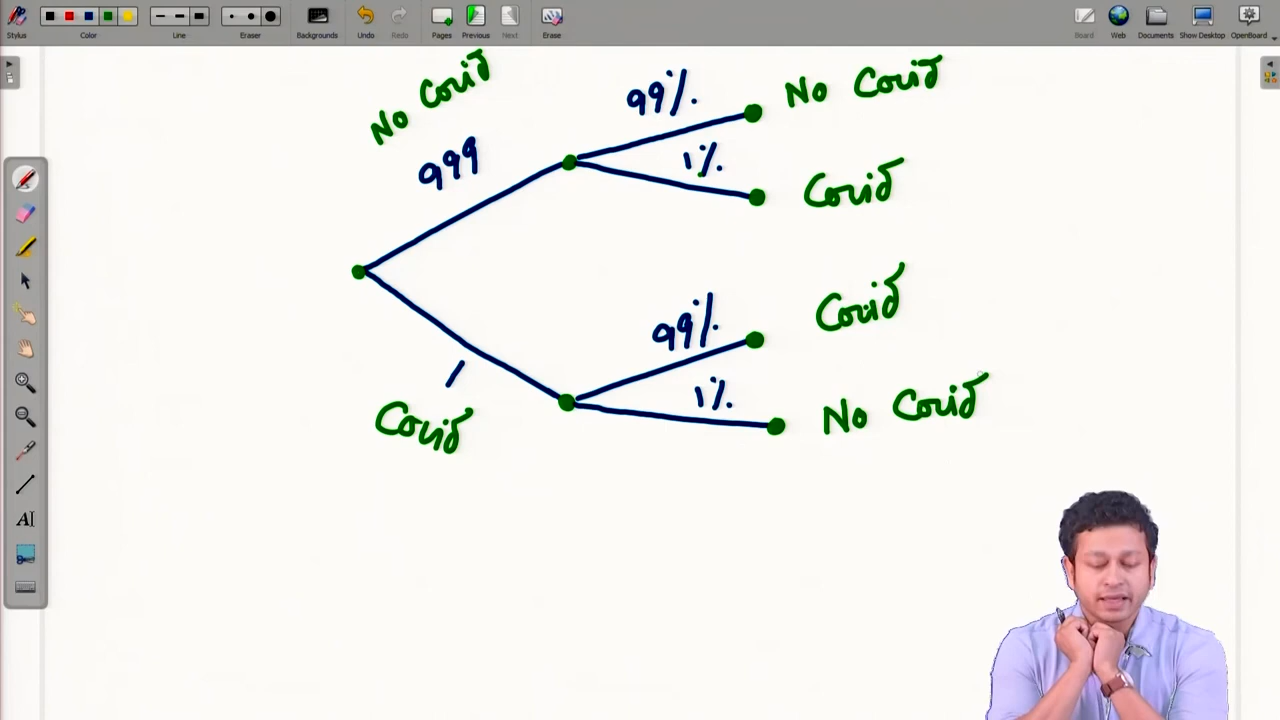 Stylus Color Line Eraser Backgrounds Undo Redo Pages Previous Next Erase Board Web Documents Show Desktop OpenBoard
No Covid
99%
No Covid
999
1%
Covid
99%
Covid
1
1%
No Covid
Covid
AI